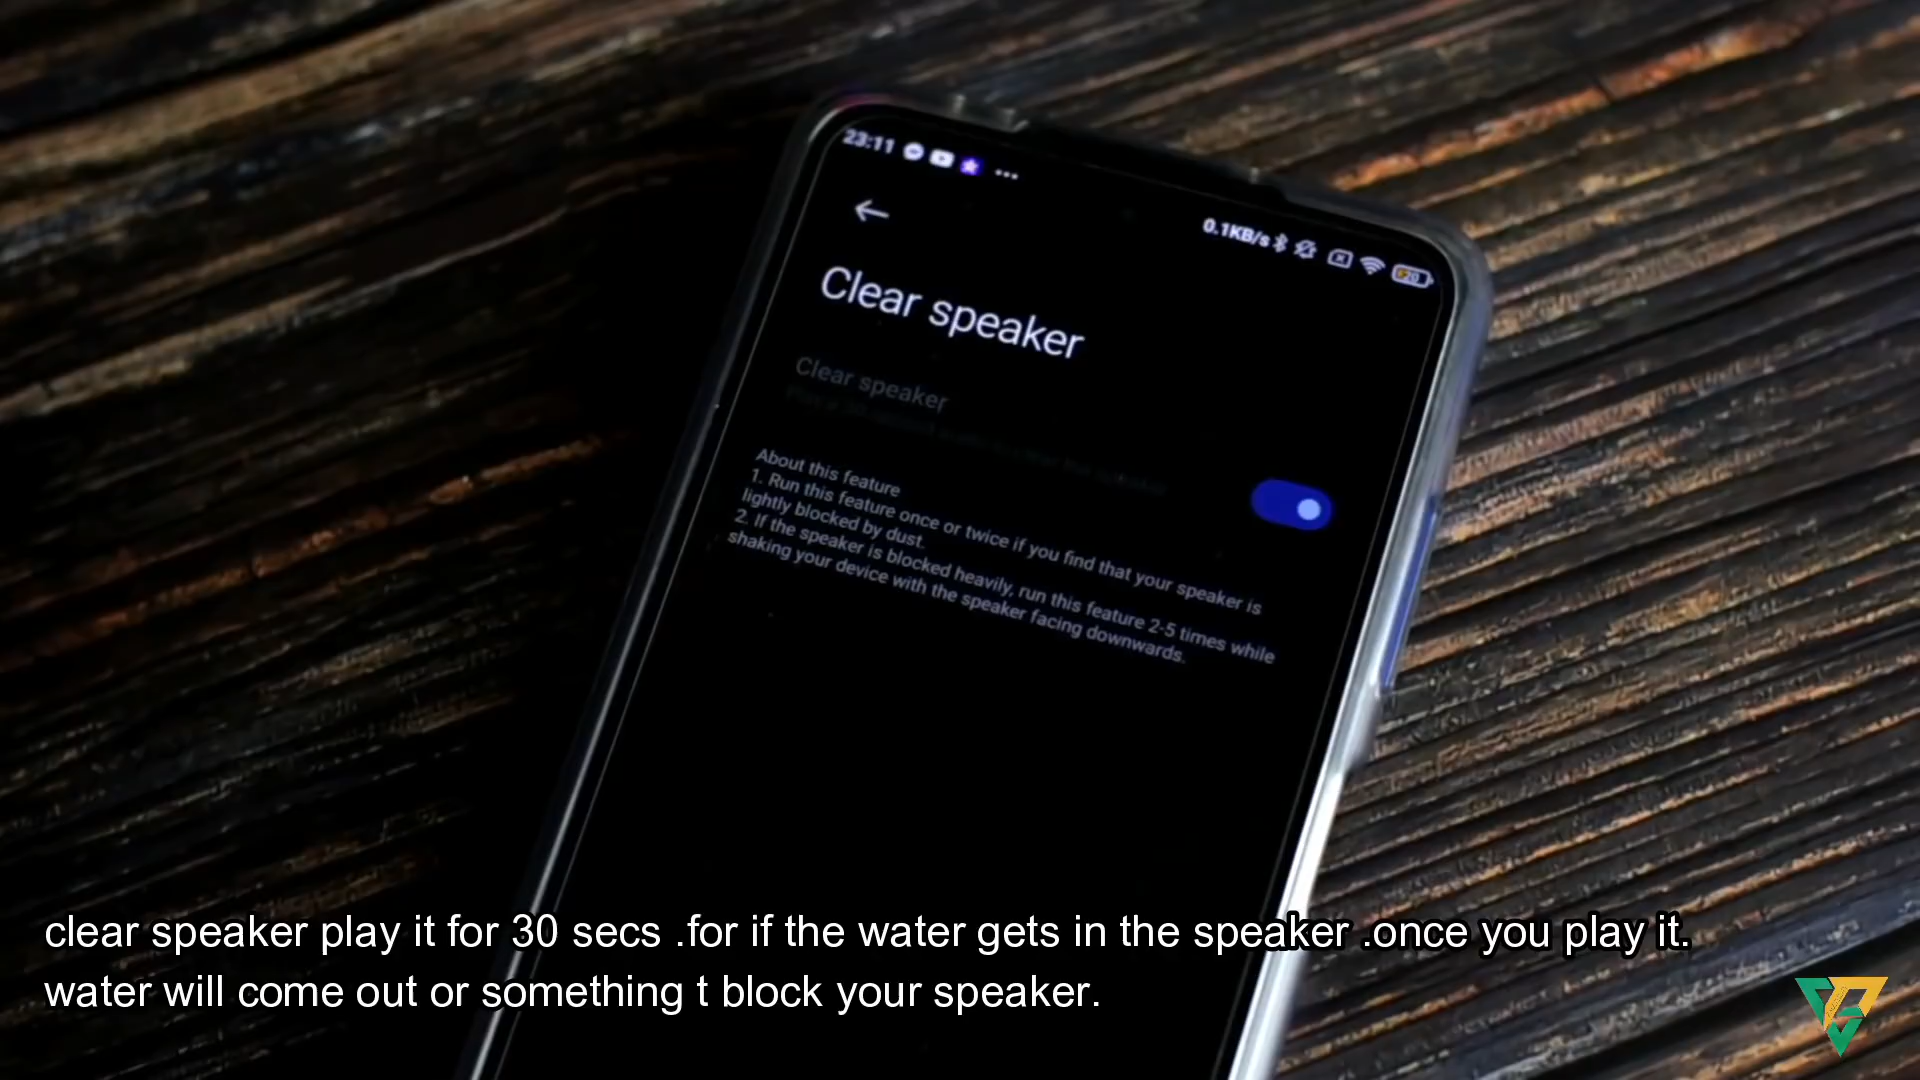 23:11
0.1KB/s
20
Clear speaker
Clear speaker
About this feature
1. Run this feature once or twice if you find that your speaker is
lightly blocked by dust.
2. If the speaker is blocked heavily, run this feature 2-5 times while
shaking your device with the speaker facing downwards.
clear speaker play it for 30 secs .for if the water gets in the speaker .once you play it.
water will come out or something t block your speaker.